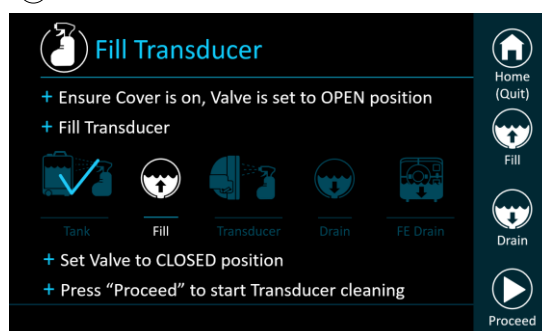 Fill Transducer
+ Ensure Cover is on, Valve is set to OPEN position
+ Fill Transducer
Tank
Fill
Transducer
Drain
FE Drain
+ Set Valve to CLOSED position
+ Press “Proceed” to start Transducer cleaning
Home
(Quit)
Fill
Drain
Proceed